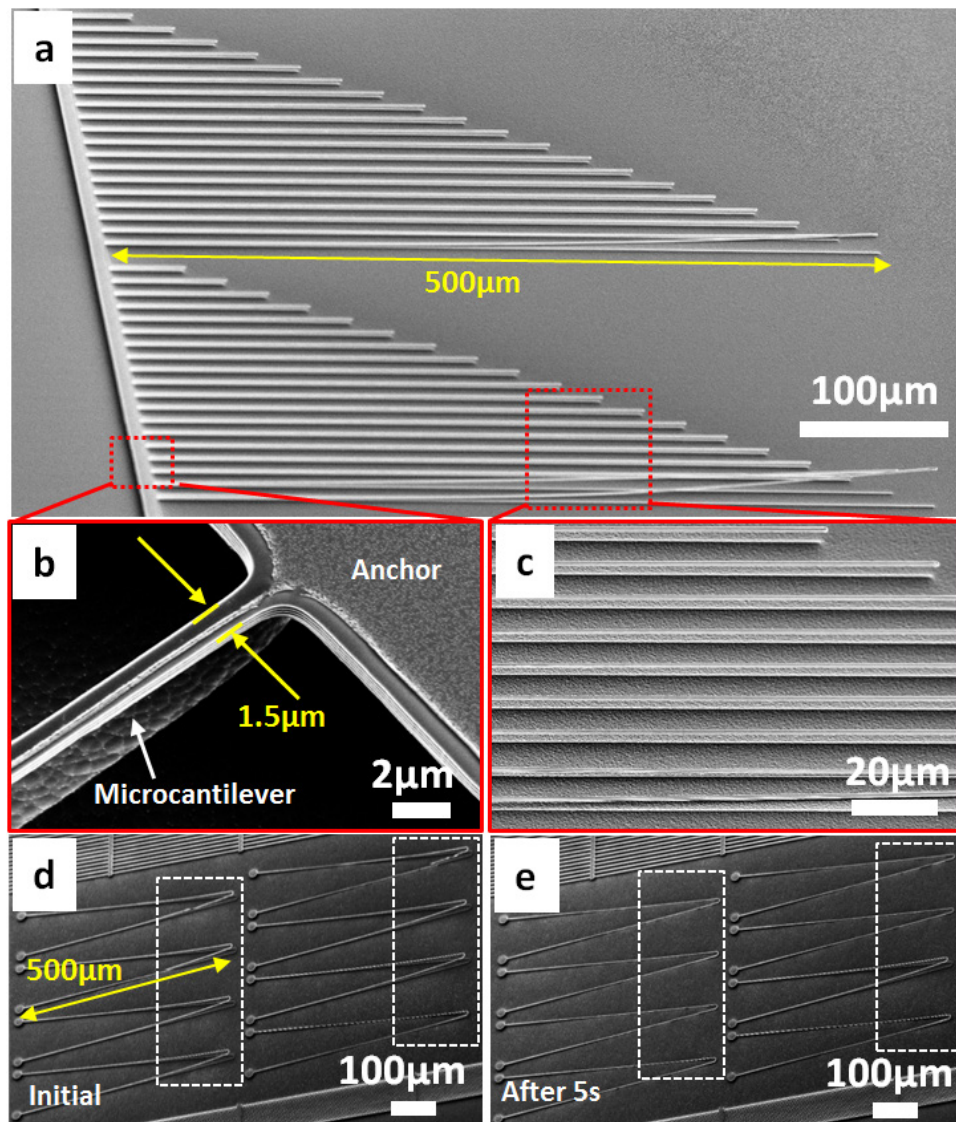 a
500μm
100μm
b
Anchor
1.5μm
Microcantilever
2μm
c
20μm
d
500μm
Initial
100μm
e
After 5s
100μm